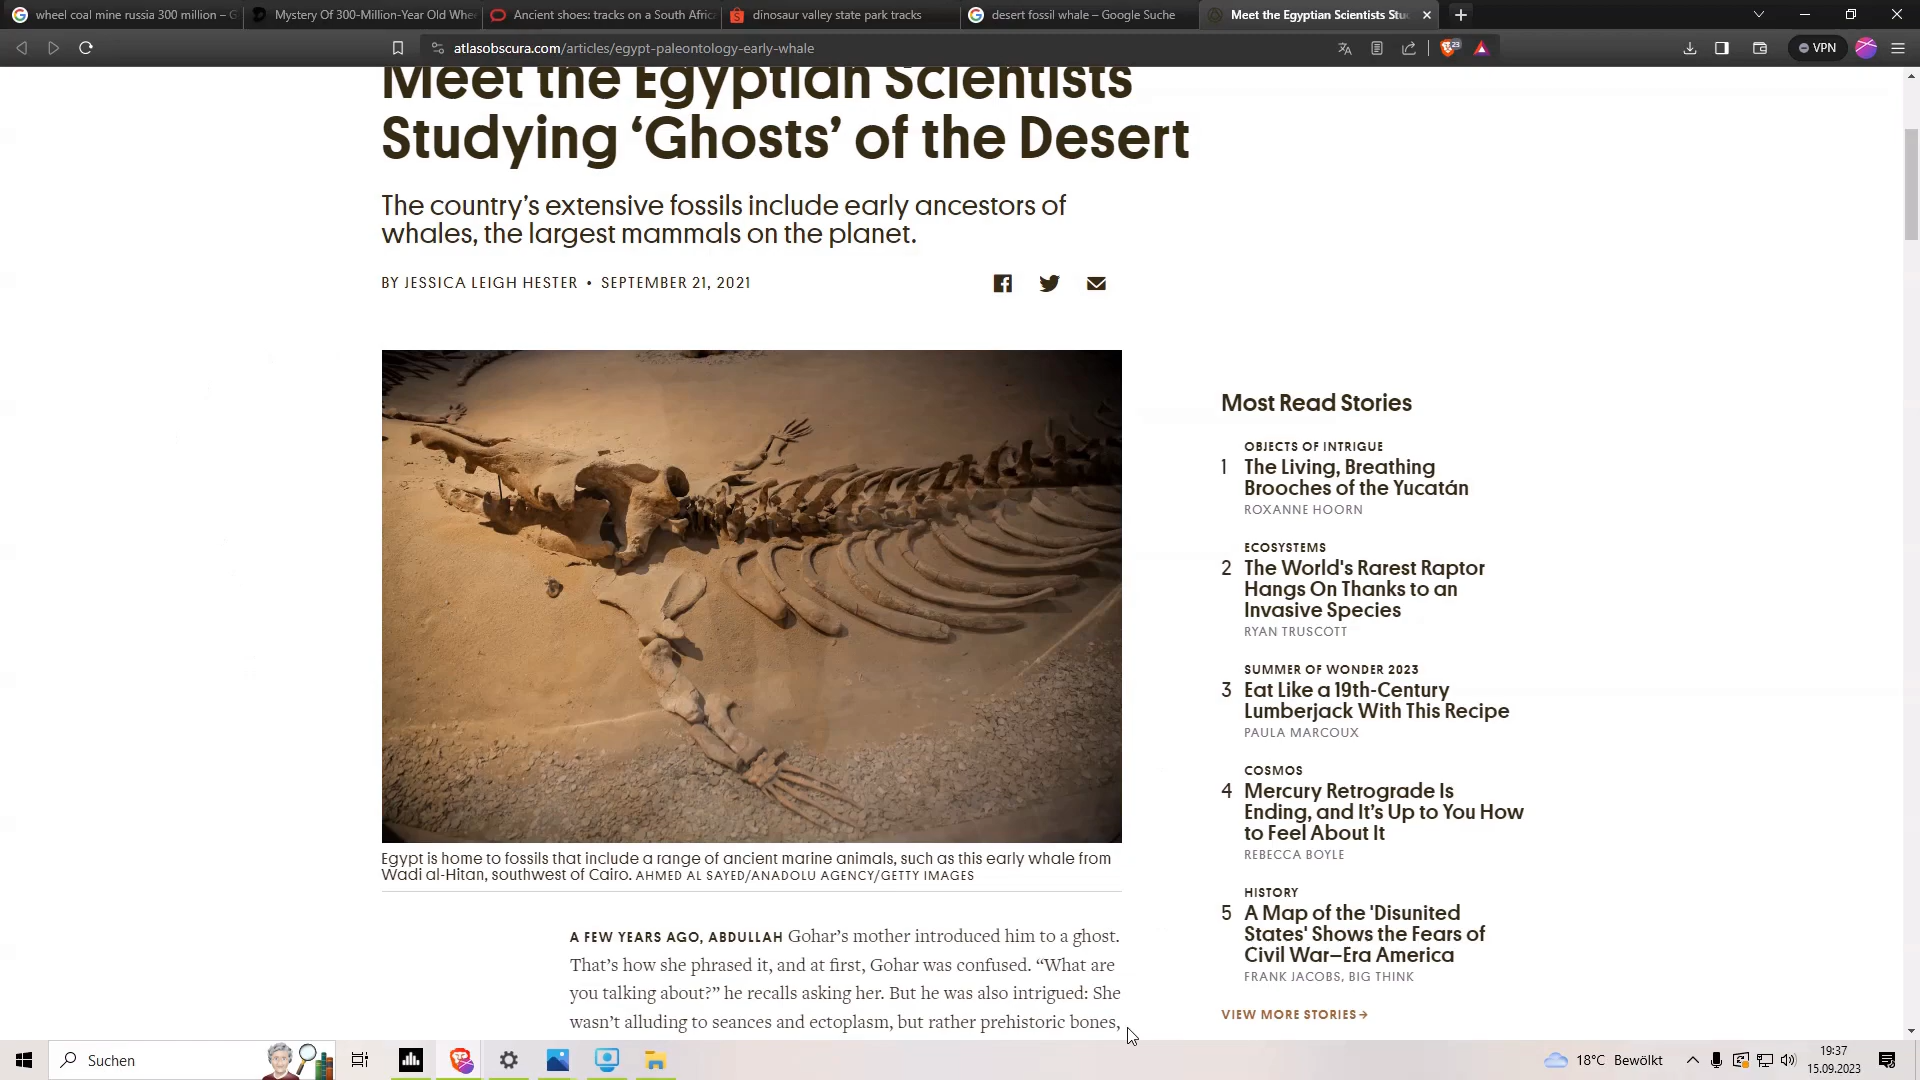 wheel coal mine russia 300 million – G
Mystery Of 300-Million-Year Old Whe
Ancient shoes: tracks on a South Afric
dinosaur valley state park tracks
desert fossil whale – Google Suche
Meet the Egyptian Scientists Stu
atlasobscura.com/articles/egypt-paleontology-early-whale
23
VPN
Meet the Egyptian Scientists
Studying ‘Ghosts’ of the Desert
The country’s extensive fossils include early ancestors of
whales, the largest mammals on the planet.
BY JESSICA LEIGH HESTER • SEPTEMBER 21, 2021
Egypt is home to fossils that include a range of ancient marine animals, such as this early whale from
Wadi al-Hitan, southwest of Cairo. AHMED AL SAYED/ANADOLU AGENCY/GETTY IMAGES
A FEW YEARS AGO, ABDULLAH Gohar’s mother introduced him to a ghost.
That’s how she phrased it, and at first, Gohar was confused. “What are
you talking about?” he recalls asking her. But he was also intrigued: She
wasn’t alluding to seances and ectoplasm, but rather prehistoric bones,
Most Read Stories
OBJECTS OF INTRIGUE
1 The Living, Breathing
Brooches of the Yucatán
ROXANNE HOORN
ECOSYSTEMS
2 The World's Rarest Raptor
Hangs On Thanks to an
Invasive Species
RYAN TRUSCOTT
SUMMER OF WONDER 2023
3 Eat Like a 19th-Century
Lumberjack With This Recipe
PAULA MARCOUX
COSMOS
4 Mercury Retrograde Is
Ending, and It’s Up to You How
to Feel About It
REBECCA BOYLE
HISTORY
5 A Map of the 'Disunited
States' Shows the Fears of
Civil War–Era America
FRANK JACOBS, BIG THINK
VIEW MORE STORIES →
Suchen
18°C Bewölkt
19:37
15.09.2023